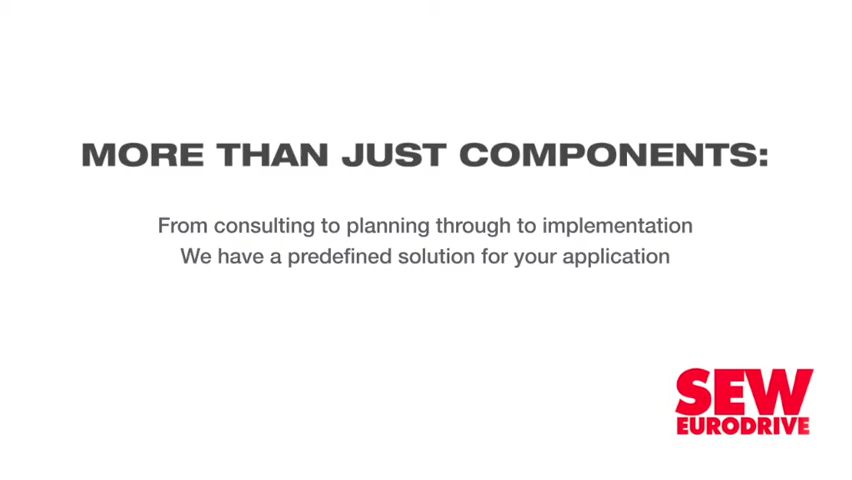 MORE THAN JUST COMPONENTS:
From consulting to planning through to implementation
We have a predefined solution for your application
SEW
EURODRIVE